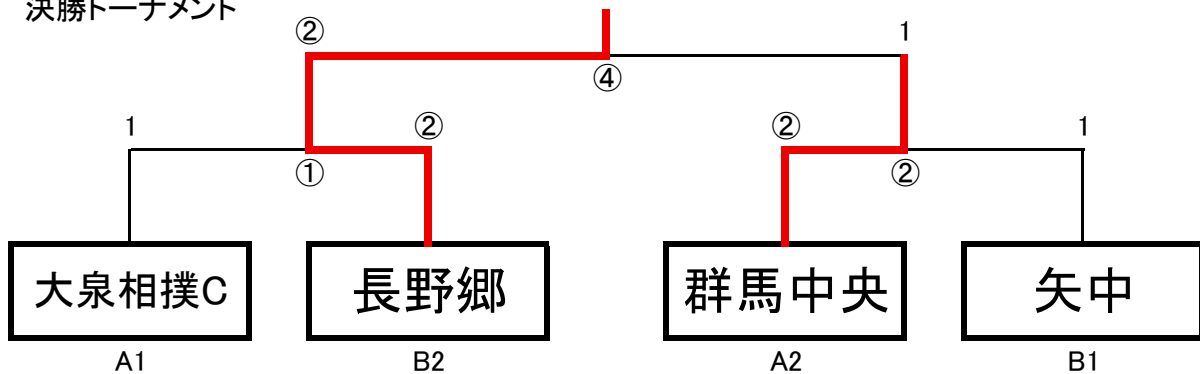 決勝トーナメント
② 1
④
1 ② ② 1
① ②
大泉相撲C 長野郷 群馬中央 矢中
A1 B2 A2 B1